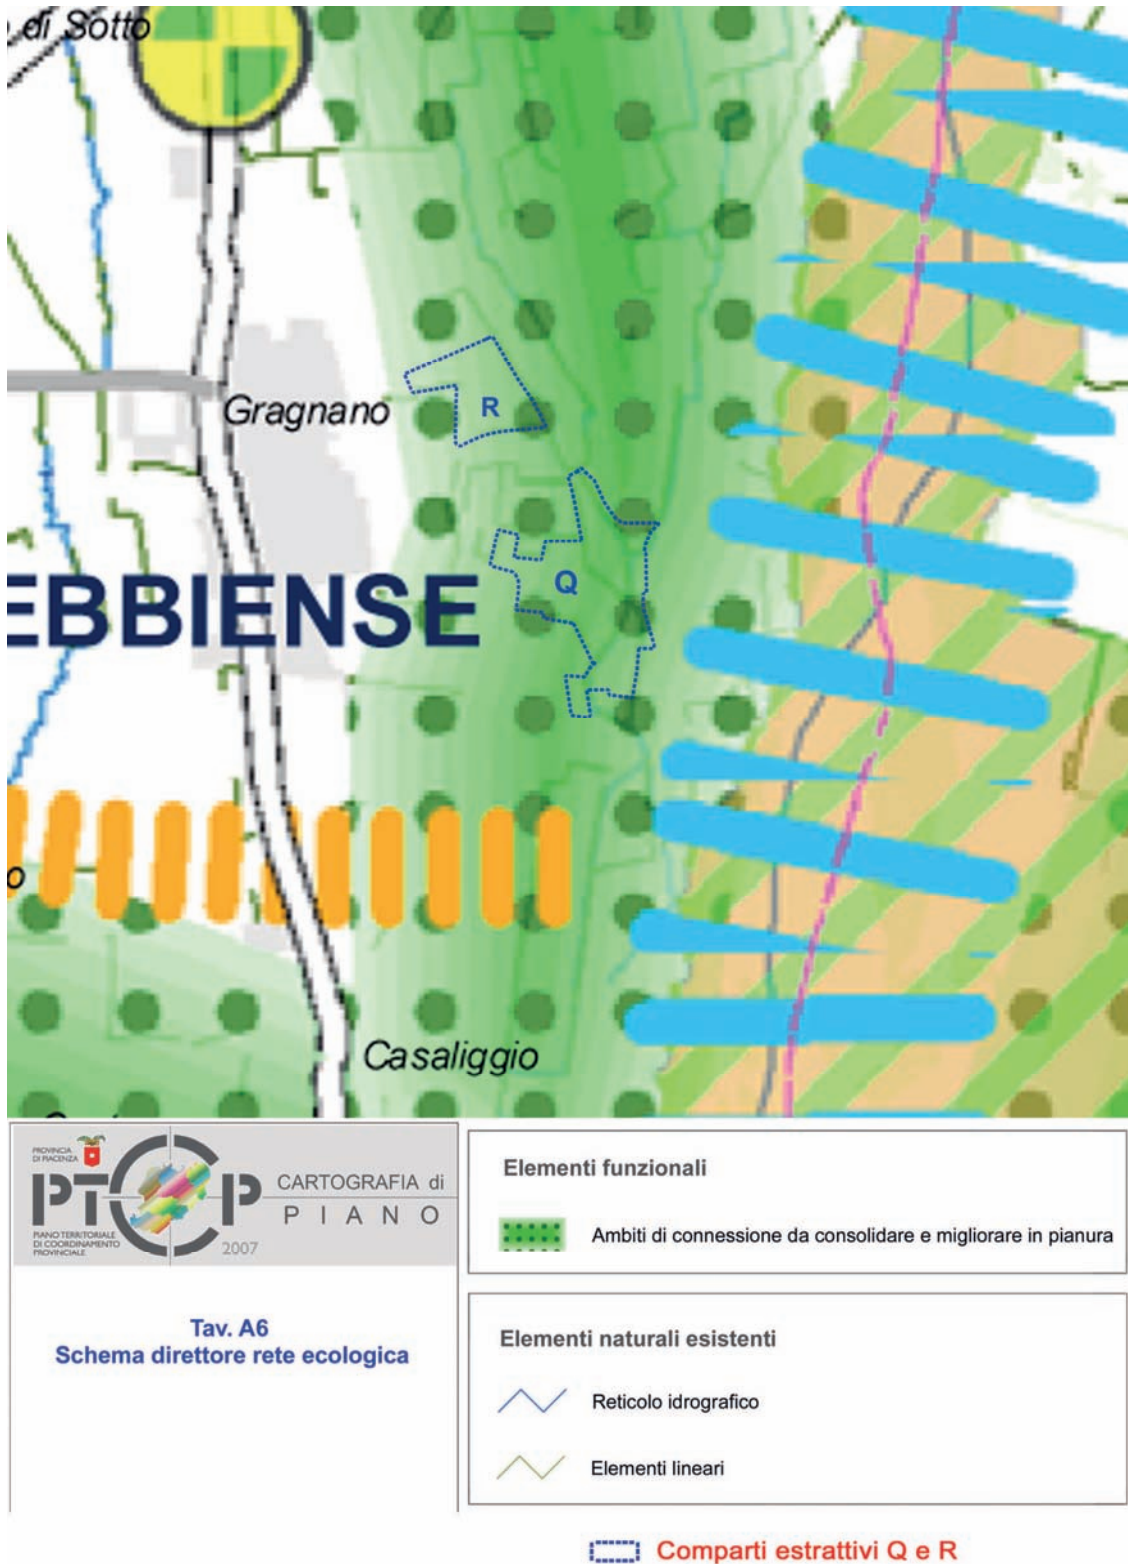 di Sotto
R
Gragnano
Q
EBBIENSE
o
Casaliggio
PROVINCIA
DI PIACENZA
PTCP
PIANO TERRITORIALE
DI COORDINAMENTO
PROVINCIALE
2007
CARTOGRAFIA di
PIANO
Tav. A6
Schema direttore rete ecologica
Elementi funzionali
Ambiti di connessione da consolidare e migliorare in pianura
Elementi naturali esistenti
Reticolo idrografico
Elementi lineari
Comparti estrattivi Q e R